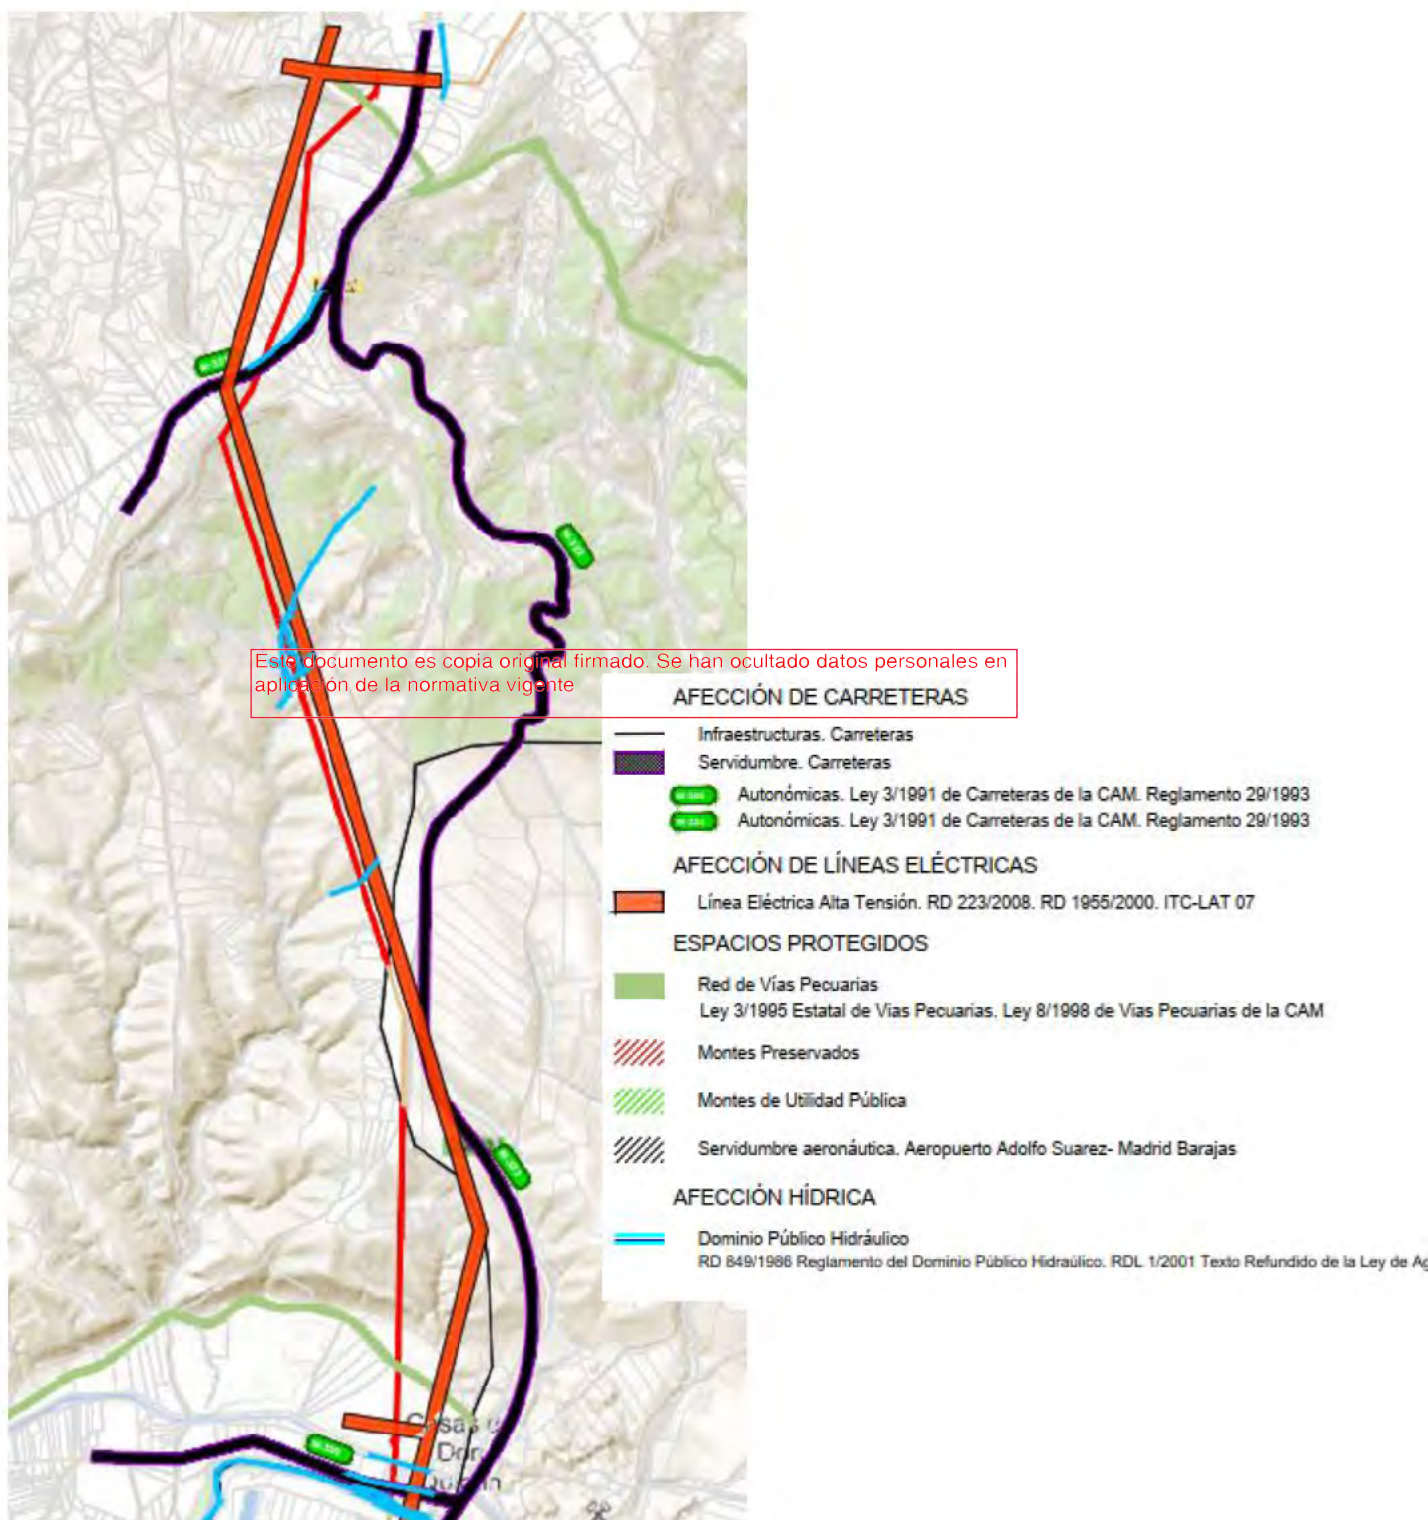 Este documento es copia original firmado. Se han ocultado datos personales en
aplicación de la normativa vigente
AFECCIÓN DE CARRETERAS
Infraestructuras. Carreteras
Servidumbre. Carreteras
Autonómicas. Ley 3/1991 de Carreteras de la CAM. Reglamento 29/1993
Autonómicas. Ley 3/1991 de Carreteras de la CAM. Reglamento 29/1993
AFECCIÓN DE LÍNEAS ELÉCTRICAS
Línea Eléctrica Alta Tensión. RD 223/2008. RD 1955/2000. ITC-LAT 07
ESPACIOS PROTEGIDOS
Red de Vías Pecuarias
Ley 3/1995 Estatal de Vias Pecuarias. Ley 8/1998 de Vias Pecuarias de la CAM
Montes Preservados
Montes de Utilidad Pública
Servidumbre aeronáutica. Aeropuerto Adolfo Suarez- Madrid Barajas
AFECCIÓN HÍDRICA
Dominio Público Hidráulico
RD 849/1986 Reglamento del Dominio Público Hidraúlico. RDL 1/2001 Texto Refundido de la Ley de Ag
Casas